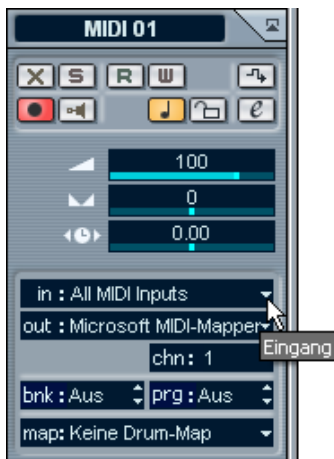 MIDI 01
X S R W
e
100
0
0.00
in : All MIDI Inputs
out : Microsoft MIDI-Mapper
Eingang
chn: 1
bnk: Aus prg: Aus
map: Keine Drum-Map